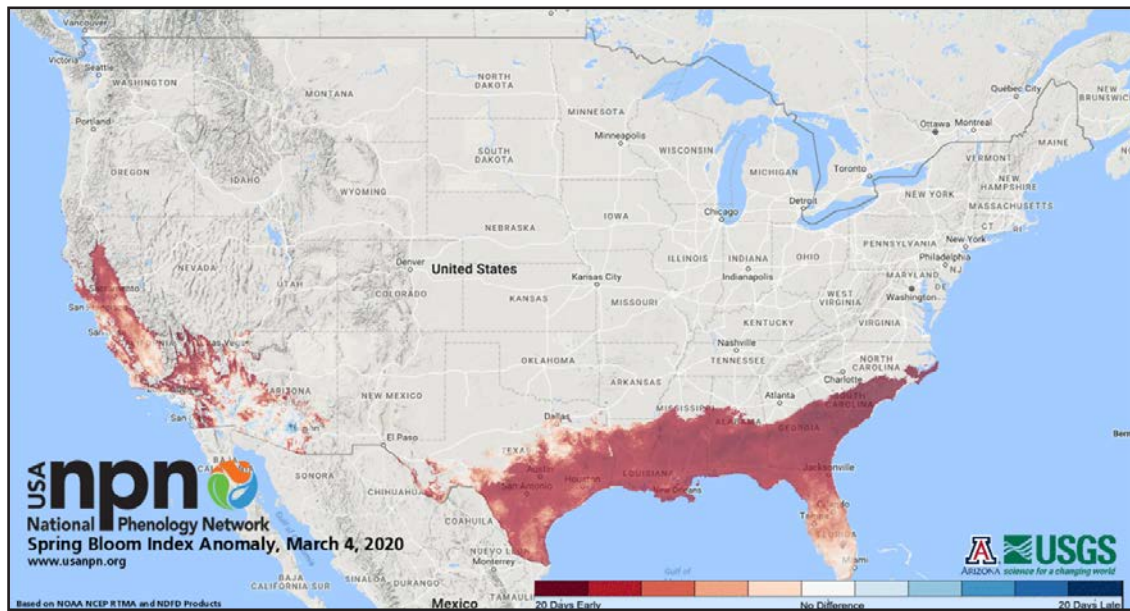 Vancouver
Victoria
Seattle
WASHINGTON
Portland
OREGON
IDAHO
MONTANA
NORTH
DAKOTA
SOUTH
DAKOTA
MINNESOTA
Minneapolis
WISCONSIN
MICHIGAN
Québec City
Ottawa
Montreal
NEW
BRUNSWICK
MAINE
VERMONT
NEW
HAMPSHIRE
MASSACHUSETTS
CT
RI
Toronto
NEW YORK
WYOMING
NEBRASKA
IOWA
Chicago
Detroit
ILLINOIS
INDIANA
OHIO
Indianapolis
PENNSYLVANIA
New York
Philadelphia
NJ
MARYLAND
DE
Washington
WEST
VIRGINIA
VIRGINIA
NEVADA
UTAH
Denver
COLORADO
United States
KANSAS
Kansas City
MISSOURI
KENTUCKY
Nashville
TENNESSEE
NORTH
CAROLINA
Charlotte
SOUTH
CAROLINA
Sacramento
San
Las Vegas
ARIZONA
NEW MEXICO
OKLAHOMA
ARKANSAS
MISSISSIPPI
ALABAMA
Atlanta
GEORGIA
Dallas
TEXAS
El Paso
Austin
San Antonio
Houston
LOUISIANA
New Orleans
Jacksonville
FLORIDA
Miami
SONORA
CHIHUAHUA
COAHUILA
Monterrey
SINALOA
DURANGO
BAJA
CALIFORNIA SUR
Mexico
Gulf of
USA npn
National Phenology Network
Spring Bloom Index Anomaly, March 4, 2020
www.usanpn.org
Based on NOAA NCEP RTMA and NDFD Products
ARIZONA
USGS
science for a changing world
20 Days Early
No Difference
20 Days Late